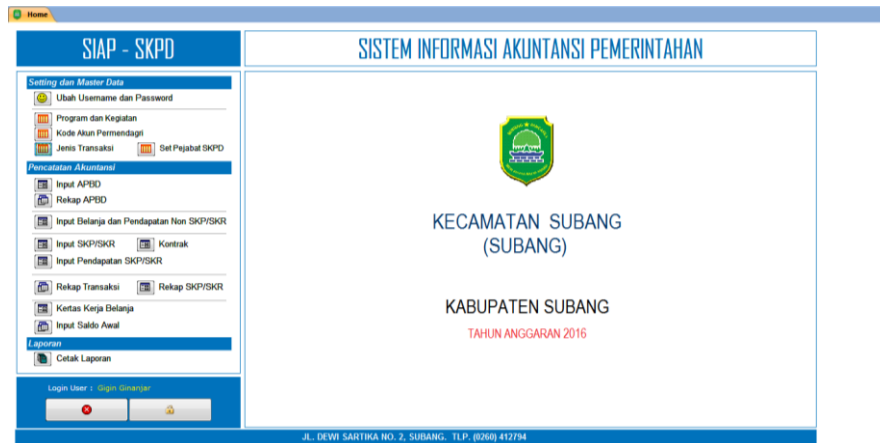 Home
SIAP - SKPD
SISTEM INFORMASI AKUNTANSI PEMERINTAHAN
Setting dan Master Data
Ubah Username dan Password
Program dan Kegiatan
Kode Akun Permendagri
Jenis Transaksi
Set Pejabat SKPD
Pencatatan Akuntansi
Input APBD
Rekap APBD
Input Belanja dan Pendapatan Non SKP/SKR
Input SKP/SKR
Kontrak
Input Pendapatan SKP/SKR
Rekap Transaksi
Rekap SKP/SKR
Kertas Kerja Belanja
Input Saldo Awal
Laporan
Cetak Laporan
Login User : Gigin Ginanjar
KECAMATAN SUBANG
(SUBANG)
KABUPATEN SUBANG
TAHUN ANGGARAN 2016
JL. DEWI SARTIKA NO. 2, SUBANG. TLP. (0260) 412794